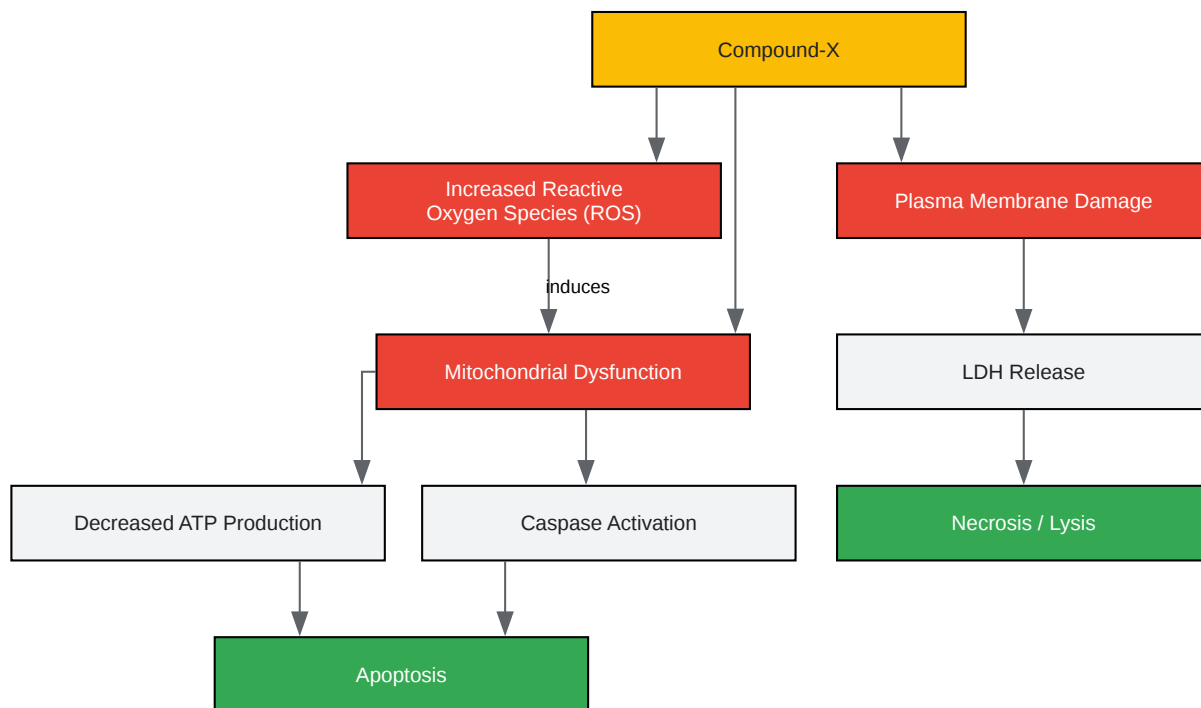 Compound-X
Increased Reactive
Oxygen Species (ROS)
Plasma Membrane Damage
induces
Mitochondrial Dysfunction
LDH Release
Decreased ATP Production
Caspase Activation
Necrosis / Lysis
Apoptosis